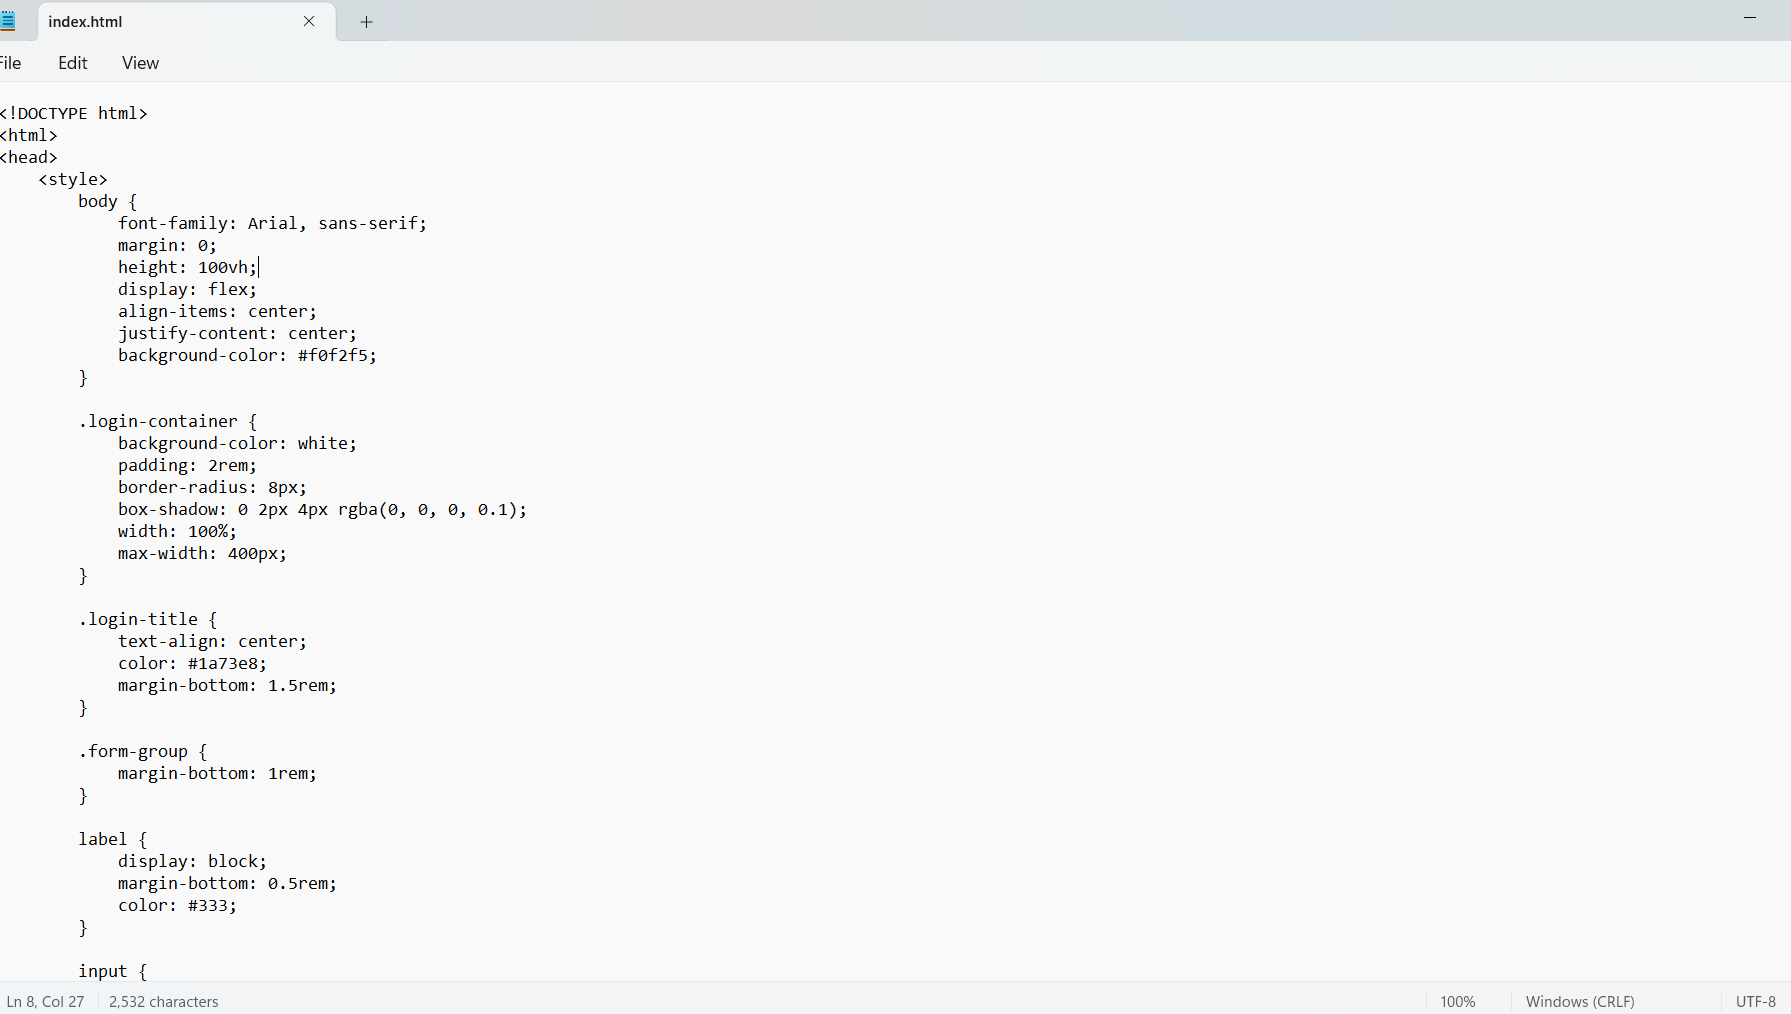 index.html
File Edit View
<!DOCTYPE html>
<html>
<head>
    <style>
        body {
            font-family: Arial, sans-serif;
            margin: 0;
            height: 100vh;
            display: flex;
            align-items: center;
            justify-content: center;
            background-color: #f0f2f5;
        }

        .login-container {
            background-color: white;
            padding: 2rem;
            border-radius: 8px;
            box-shadow: 0 2px 4px rgba(0, 0, 0, 0.1);
            width: 100%;
            max-width: 400px;
        }

        .login-title {
            text-align: center;
            color: #1a73e8;
            margin-bottom: 1.5rem;
        }

        .form-group {
            margin-bottom: 1rem;
        }

        label {
            display: block;
            margin-bottom: 0.5rem;
            color: #333;
        }

        input {
Ln 8, Col 27 2,532 characters 100% Windows (CRLF) UTF-8